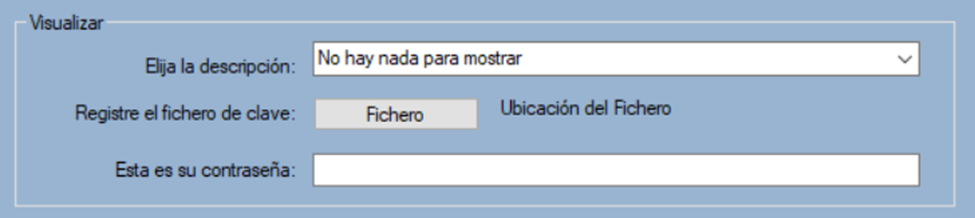 Visualizar
Elija la descripción: No hay nada para mostrar
Registre el fichero de clave: Fichero Ubicación del Fichero
Esta es su contraseña: